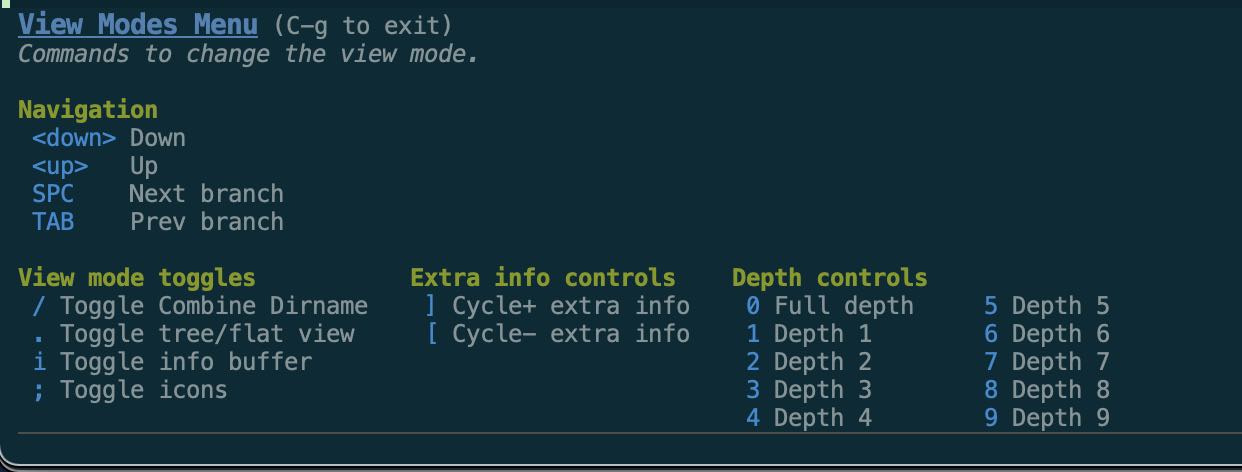 View Modes Menu (C-g to exit)
Commands to change the view mode.
Navigation
<down> Down
<up> Up
SPC Next branch
TAB Prev branch
View mode toggles Extra info controls Depth controls
/ Toggle Combine Dirname ] Cycle+ extra info 0 Full depth 5 Depth 5
. Toggle tree/flat view [ Cycle- extra info 1 Depth 1 6 Depth 6
i Toggle info buffer 2 Depth 2 7 Depth 7
; Toggle icons 3 Depth 3 8 Depth 8
4 Depth 4 9 Depth 9